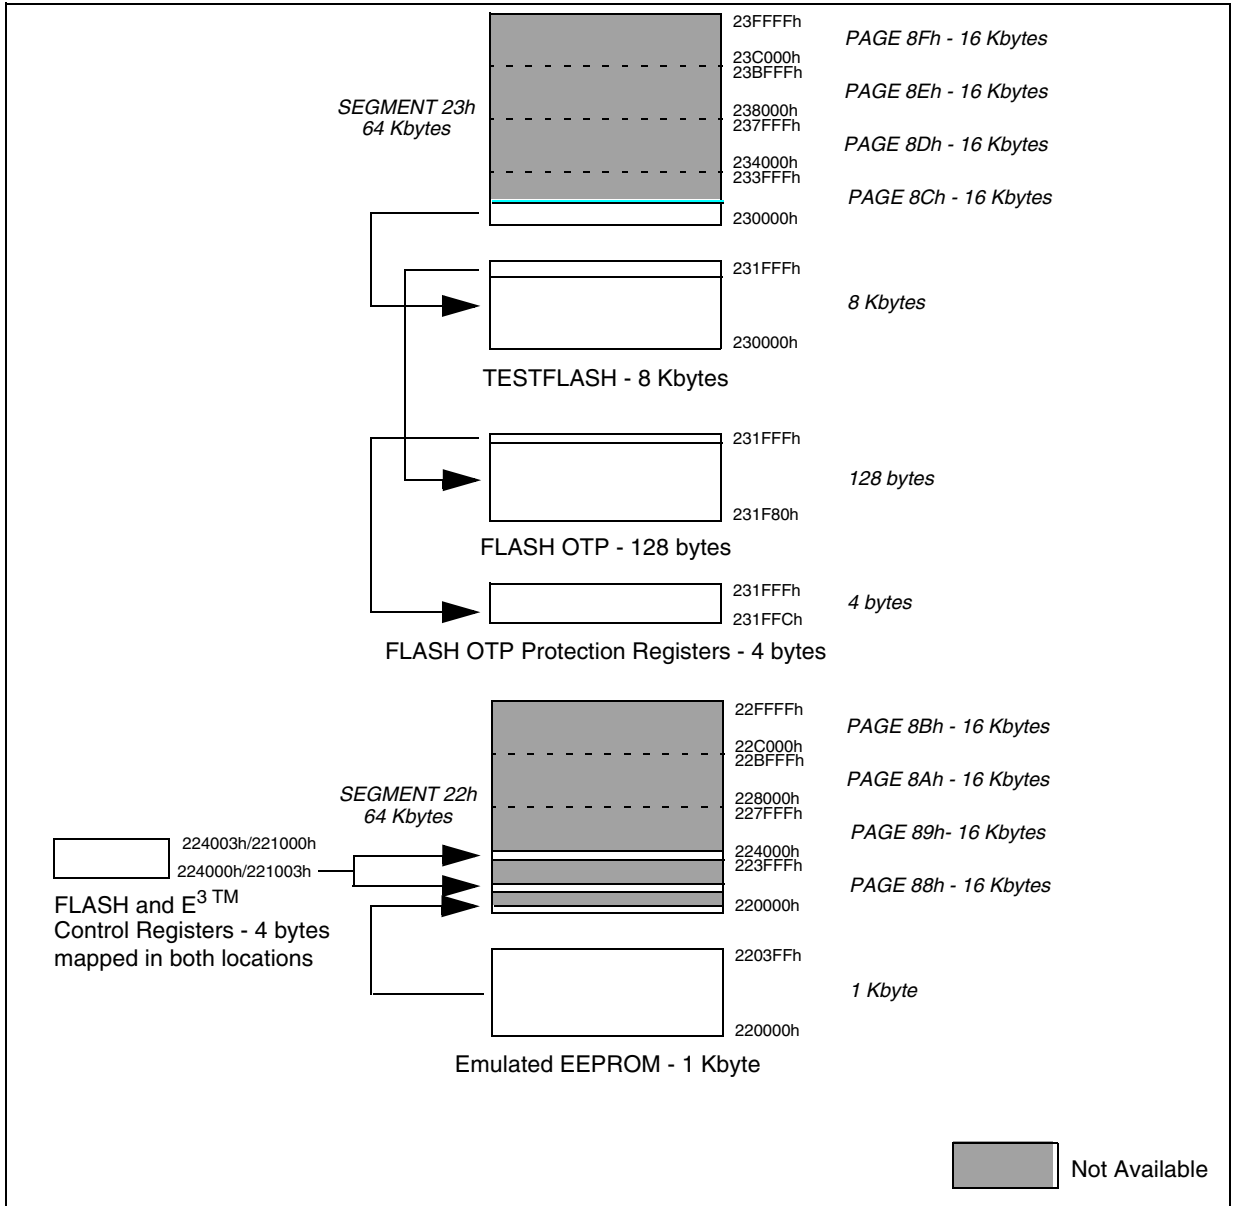 23FFFFh
PAGE 8Fh - 16 Kbytes
23C000h
23BFFFh
PAGE 8Eh - 16 Kbytes
SEGMENT 23h
64 Kbytes
238000h
237FFFh
PAGE 8Dh - 16 Kbytes
234000h
233FFFh
PAGE 8Ch - 16 Kbytes
230000h
231FFFh
8 Kbytes
230000h
TESTFLASH - 8 Kbytes
231FFFh
128 bytes
231F80h
FLASH OTP - 128 bytes
231FFFh
4 bytes
231FFCh
FLASH OTP Protection Registers - 4 bytes
22FFFFh
PAGE 8Bh - 16 Kbytes
22C000h
22BFFFh
PAGE 8Ah - 16 Kbytes
SEGMENT 22h
64 Kbytes
228000h
227FFFh
PAGE 89h- 16 Kbytes
224003h/221000h
224000h
223FFFh
224000h/221003h
PAGE 88h - 16 Kbytes
220000h
FLASH and E3 TM
Control Registers - 4 bytes
mapped in both locations
2203FFh
1 Kbyte
220000h
Emulated EEPROM - 1 Kbyte
Not Available